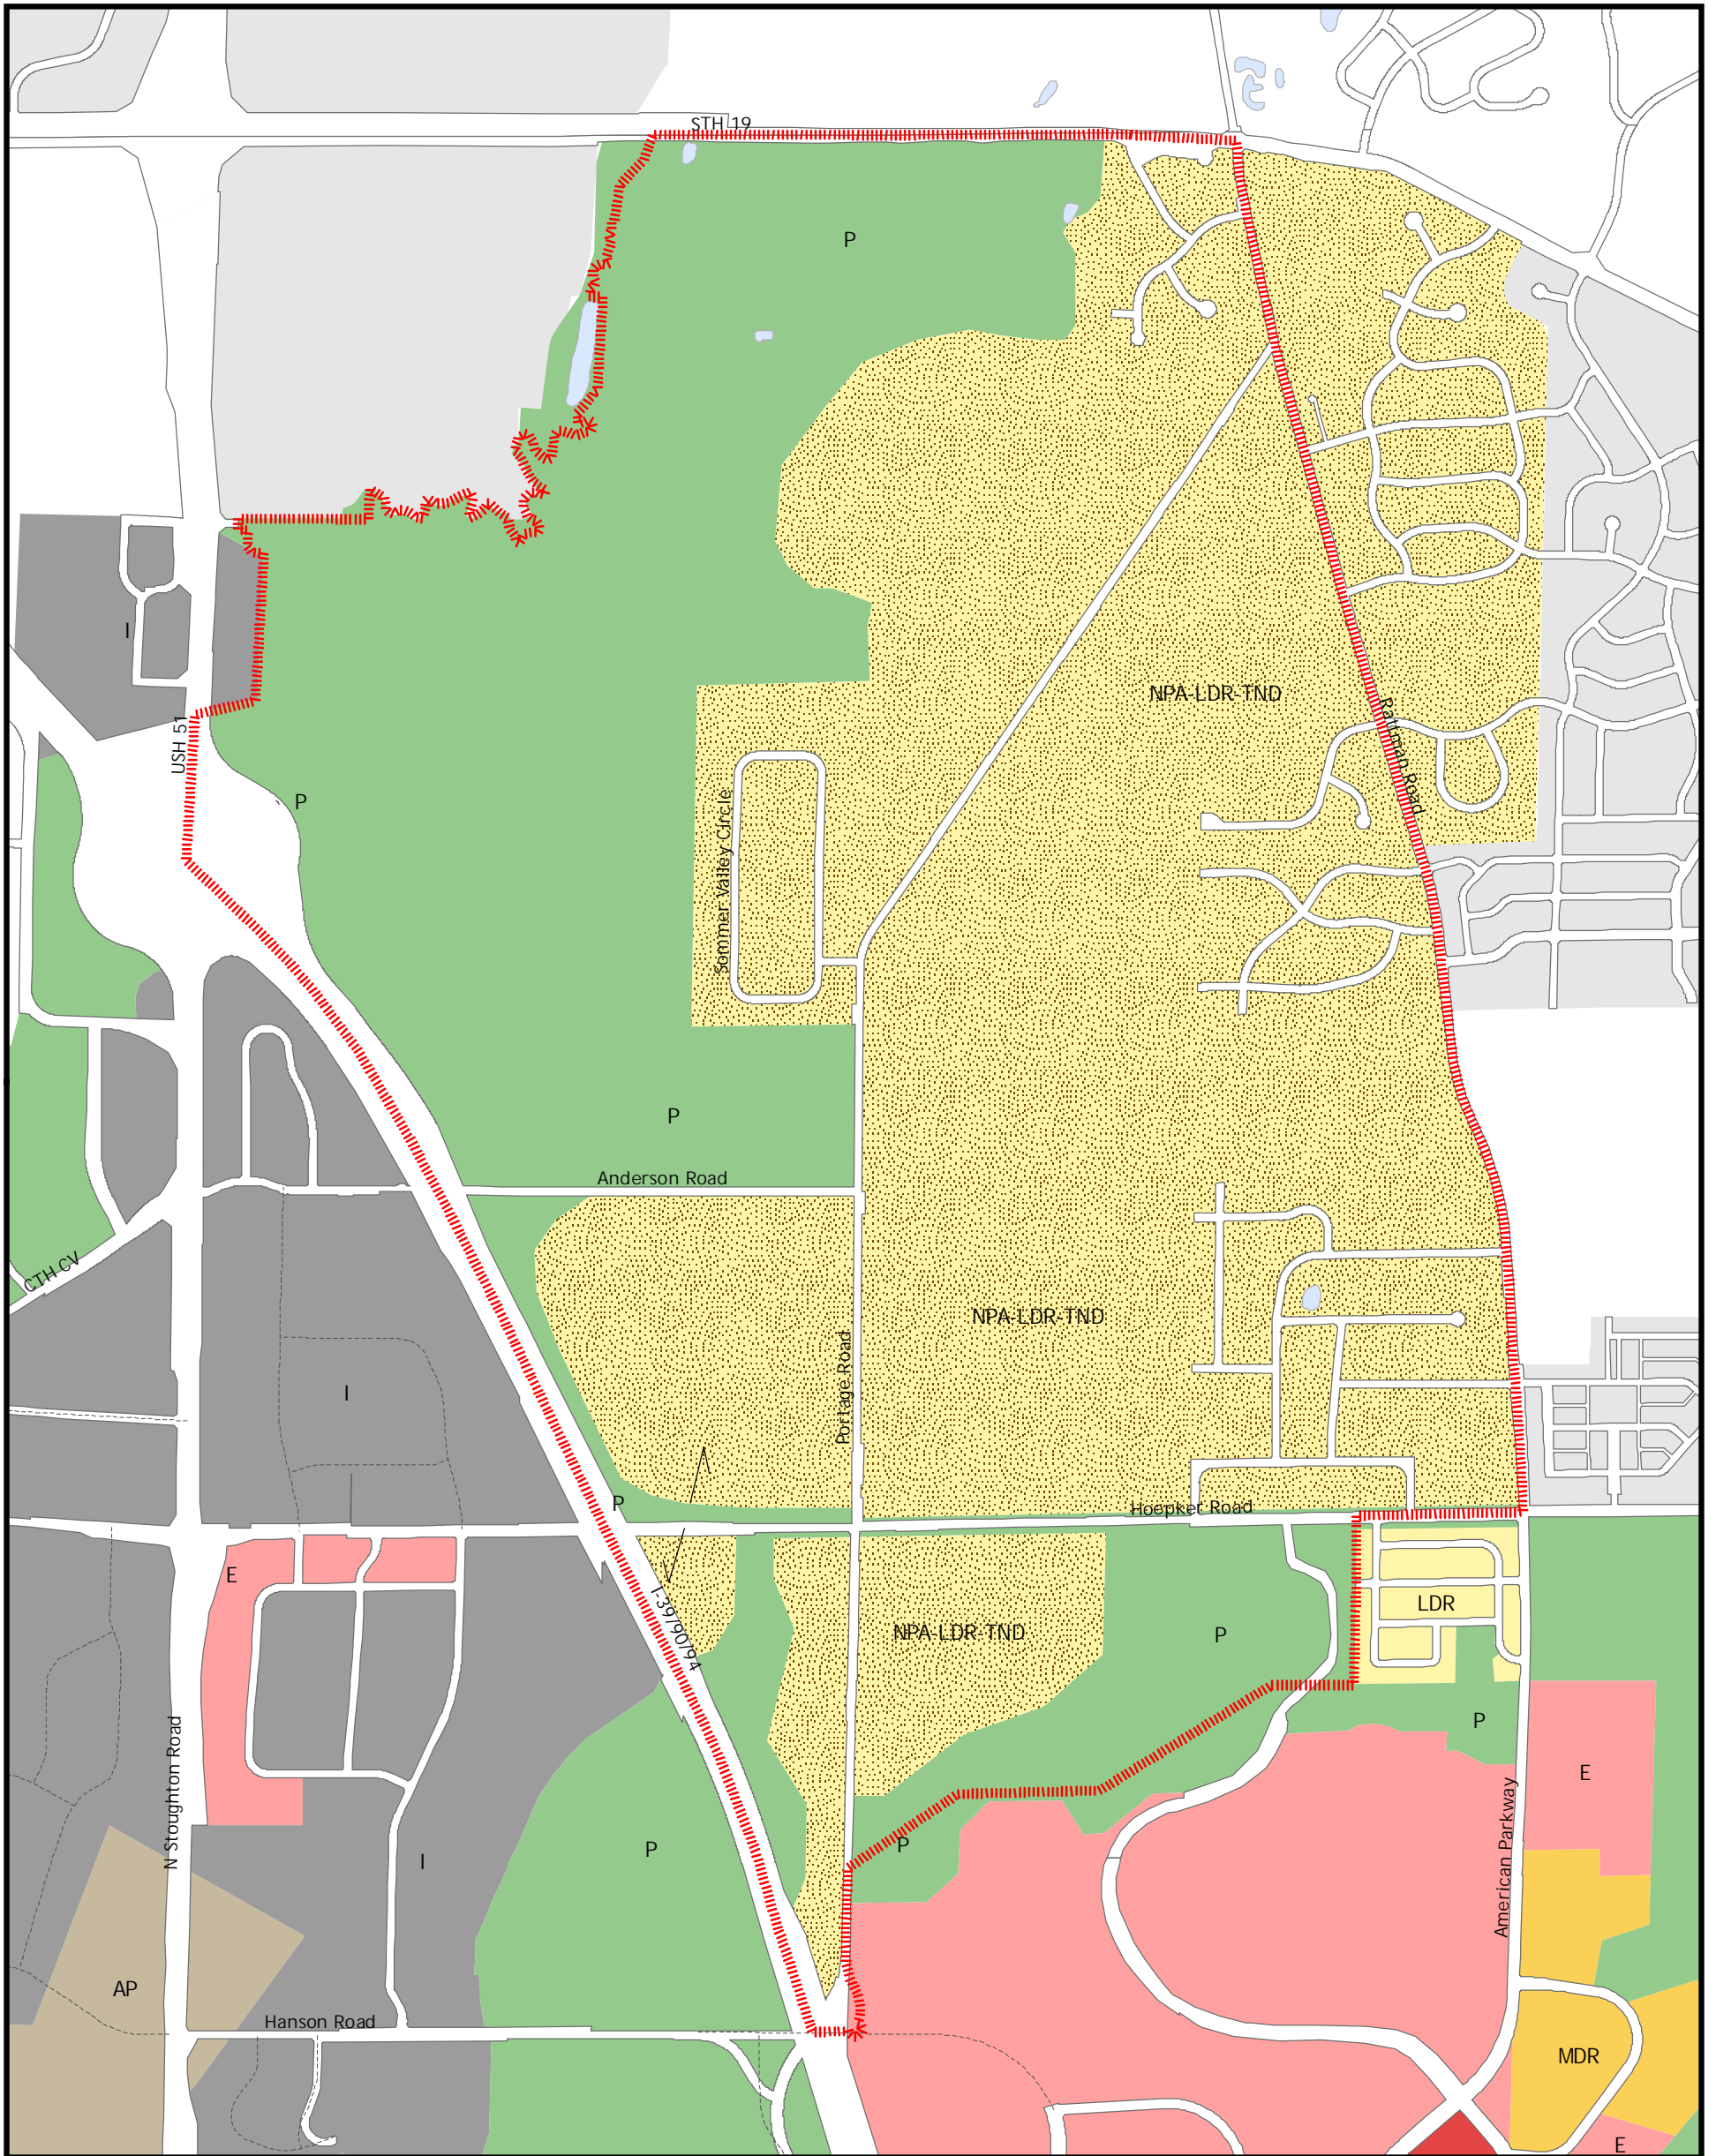 STH 19
P
I
NPA-LDR-TND
Rattman Road
USH 51
P
Sommer Valley Circle
P
Anderson Road
CTH CV
NPA-LDR-TND
Portage Road
I
P
Hoepker Road
E
I-39/90/94
LDR
NPA-LDR-TND
P
P
N Stoughton Road
E
American Parkway
P
P
I
AP
Hanson Road
MDR
E